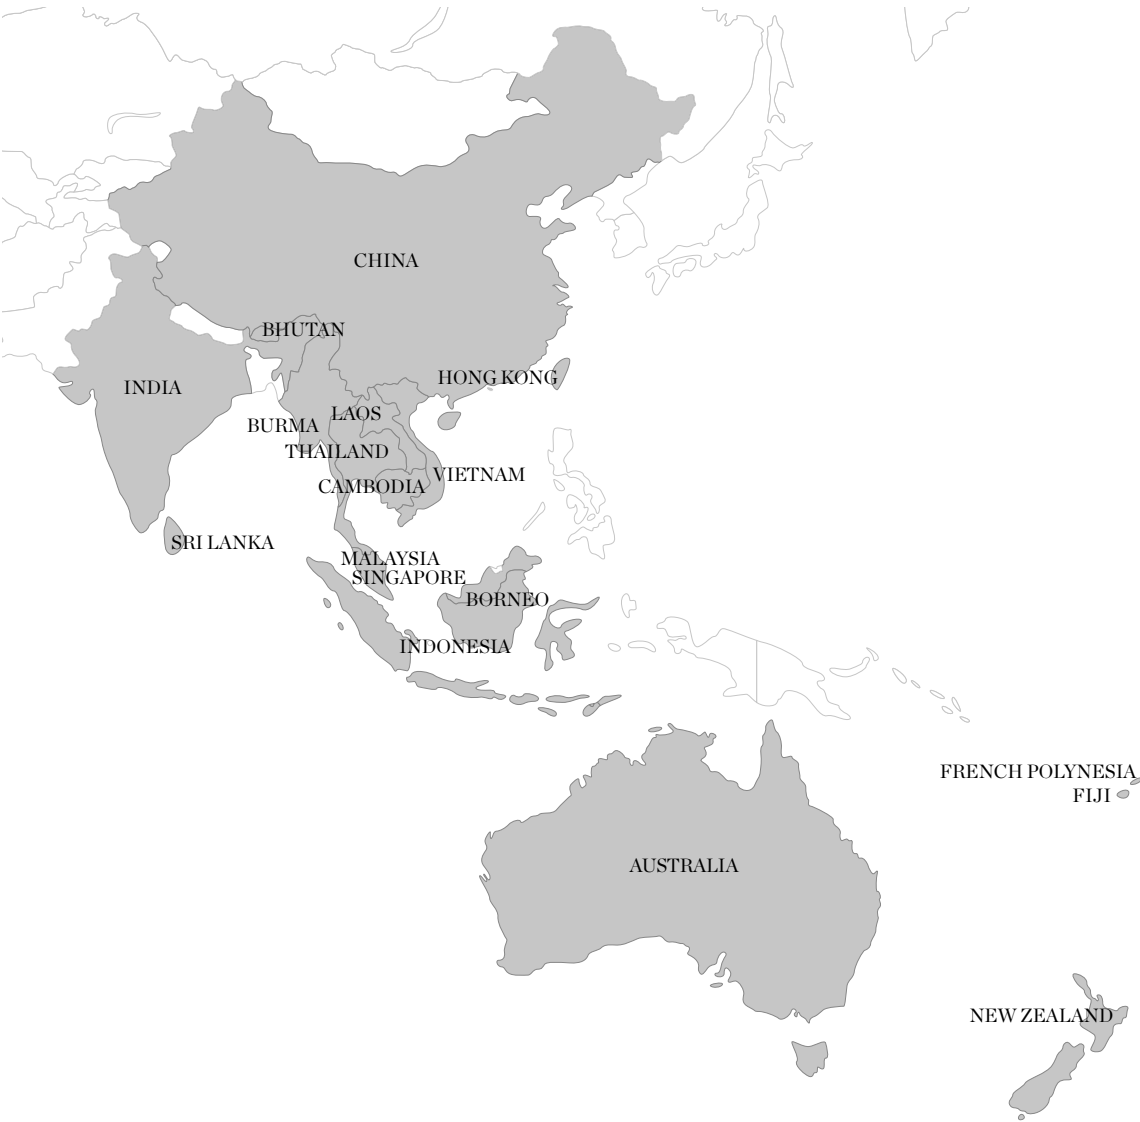 CHINA
BHUTAN
HONG KONG
INDIA
LAOS
BURMA
THAILAND
VIETNAM
CAMBODIA
SRI LANKA
MALAYSIA
SINGAPORE
BORNEO
INDONESIA
FRENCH POLYNESIA
FIJI
AUSTRALIA
NEW ZEALAND